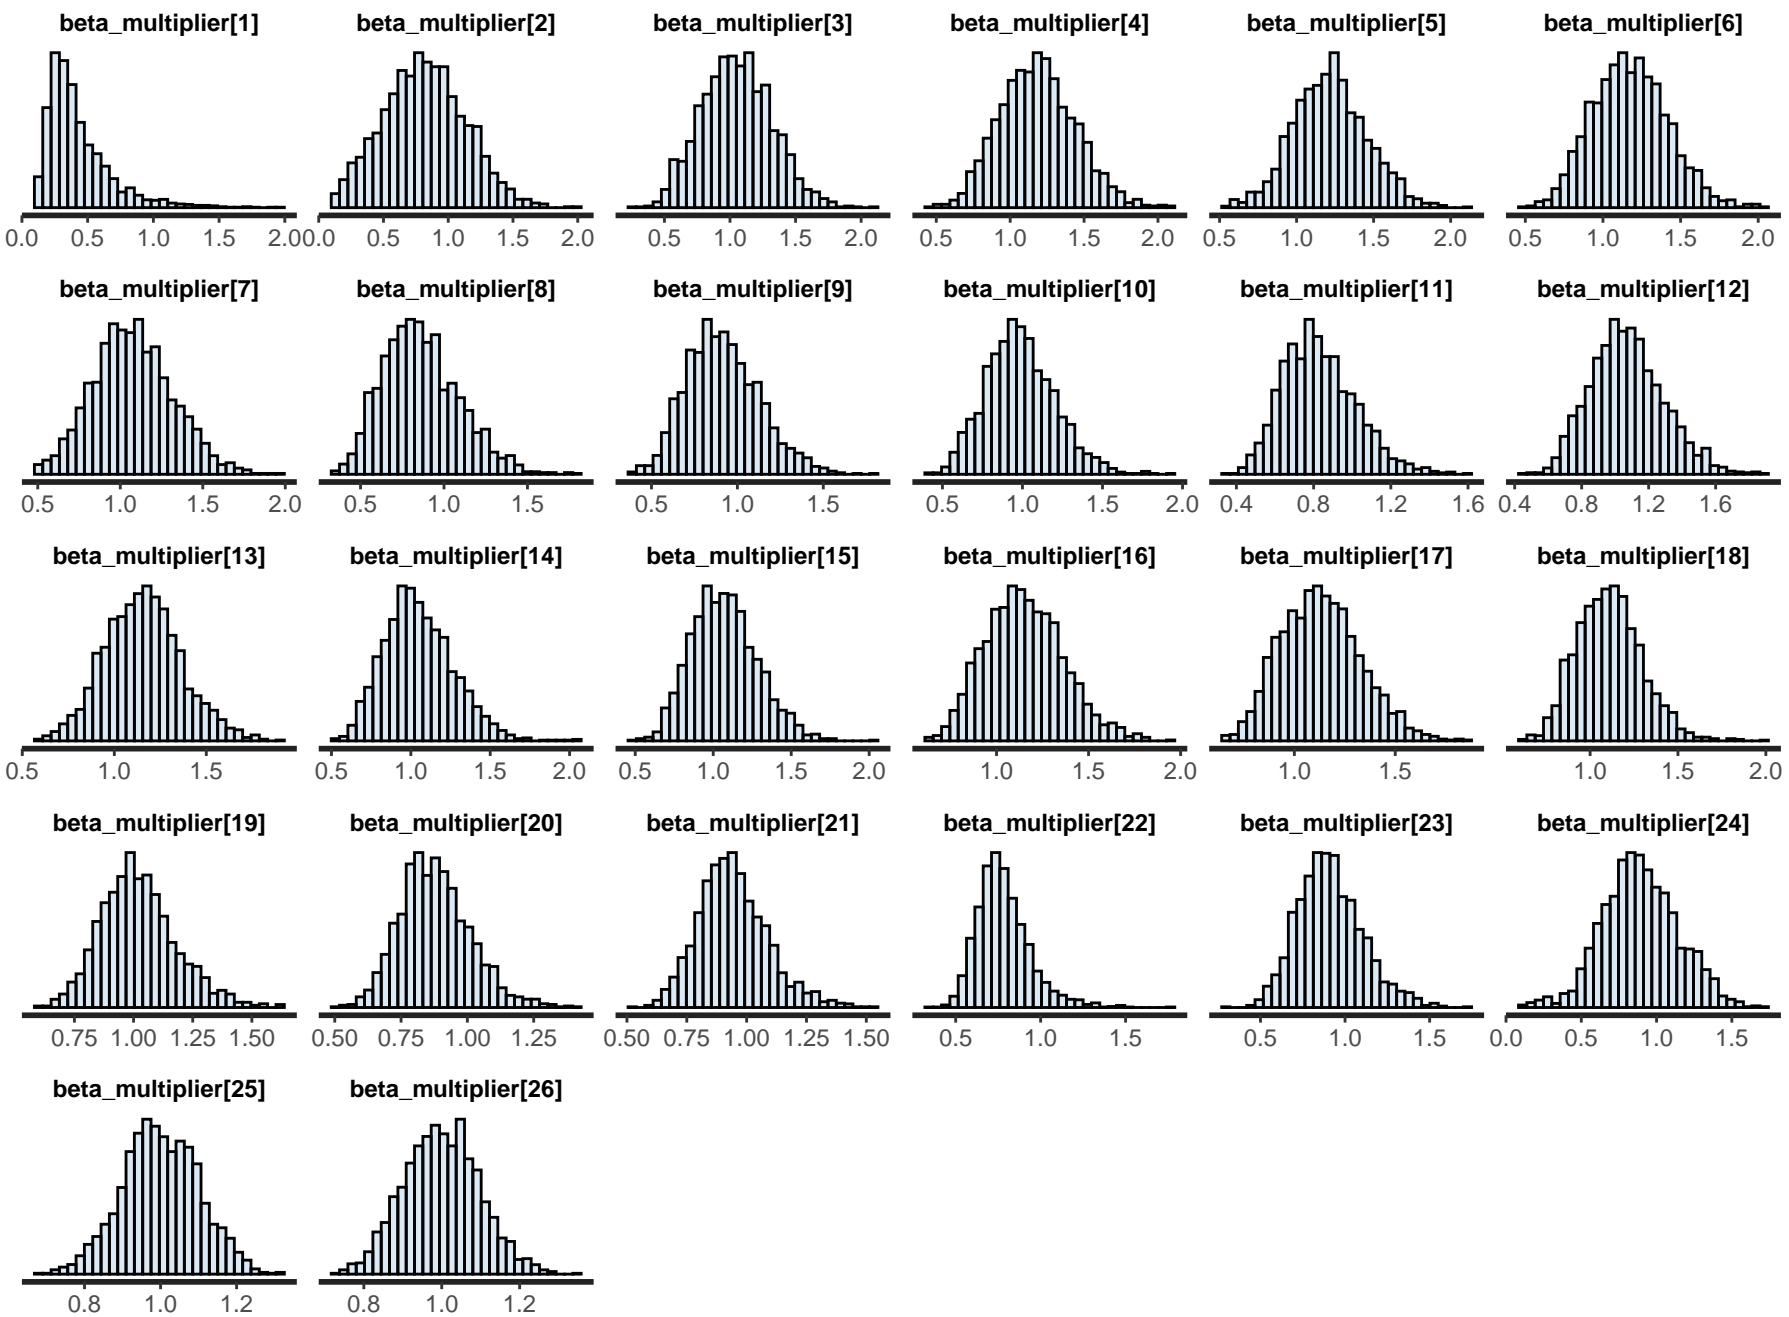 beta_multiplier[1] beta_multiplier[2] beta_multiplier[3] beta_multiplier[4] beta_multiplier[5] beta_multiplier[6]
0.0 0.5 1.0 1.5 2.0 0.0 0.5 1.0 1.5 2.0 0.5 1.0 1.5 2.0 0.5 1.0 1.5 2.0 0.5 1.0 1.5 2.0 0.5 1.0 1.5 2.0
beta_multiplier[7] beta_multiplier[8] beta_multiplier[9] beta_multiplier[10] beta_multiplier[11] beta_multiplier[12]
0.5 1.0 1.5 2.0 0.5 1.0 1.5 0.5 1.0 1.5 0.5 1.0 1.5 2.0 0.4 0.8 1.2 1.6 0.4 0.8 1.2 1.6
beta_multiplier[13] beta_multiplier[14] beta_multiplier[15] beta_multiplier[16] beta_multiplier[17] beta_multiplier[18]
0.5 1.0 1.5 0.5 1.0 1.5 2.0 0.5 1.0 1.5 2.0 1.0 1.5 2.0 1.0 1.5 1.0 1.5 2.0
beta_multiplier[19] beta_multiplier[20] beta_multiplier[21] beta_multiplier[22] beta_multiplier[23] beta_multiplier[24]
0.75 1.00 1.25 1.50 0.50 0.75 1.00 1.25 0.50 0.75 1.00 1.25 1.50 0.5 1.0 1.5 0.5 1.0 1.5 0.0 0.5 1.0 1.5
beta_multiplier[25] beta_multiplier[26]
0.8 1.0 1.2 0.8 1.0 1.2